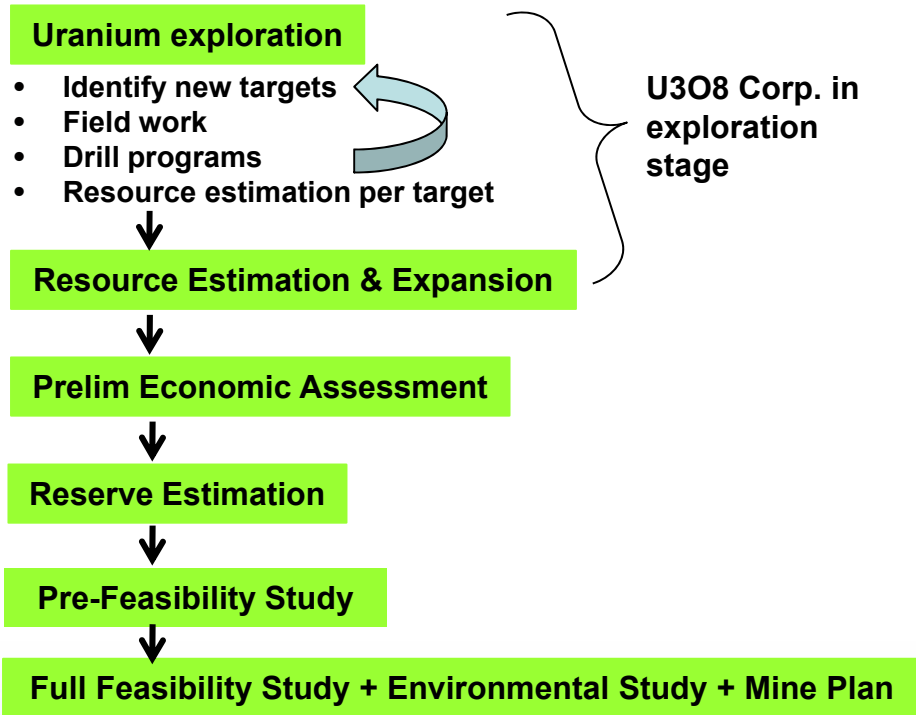 Uranium exploration
• Identify new targets
• Field work
• Drill programs
• Resource estimation per target
U3O8 Corp. in
exploration
stage
Resource Estimation & Expansion
Prelim Economic Assessment
Reserve Estimation
Pre-Feasibility Study
Full Feasibility Study + Environmental Study + Mine Plan